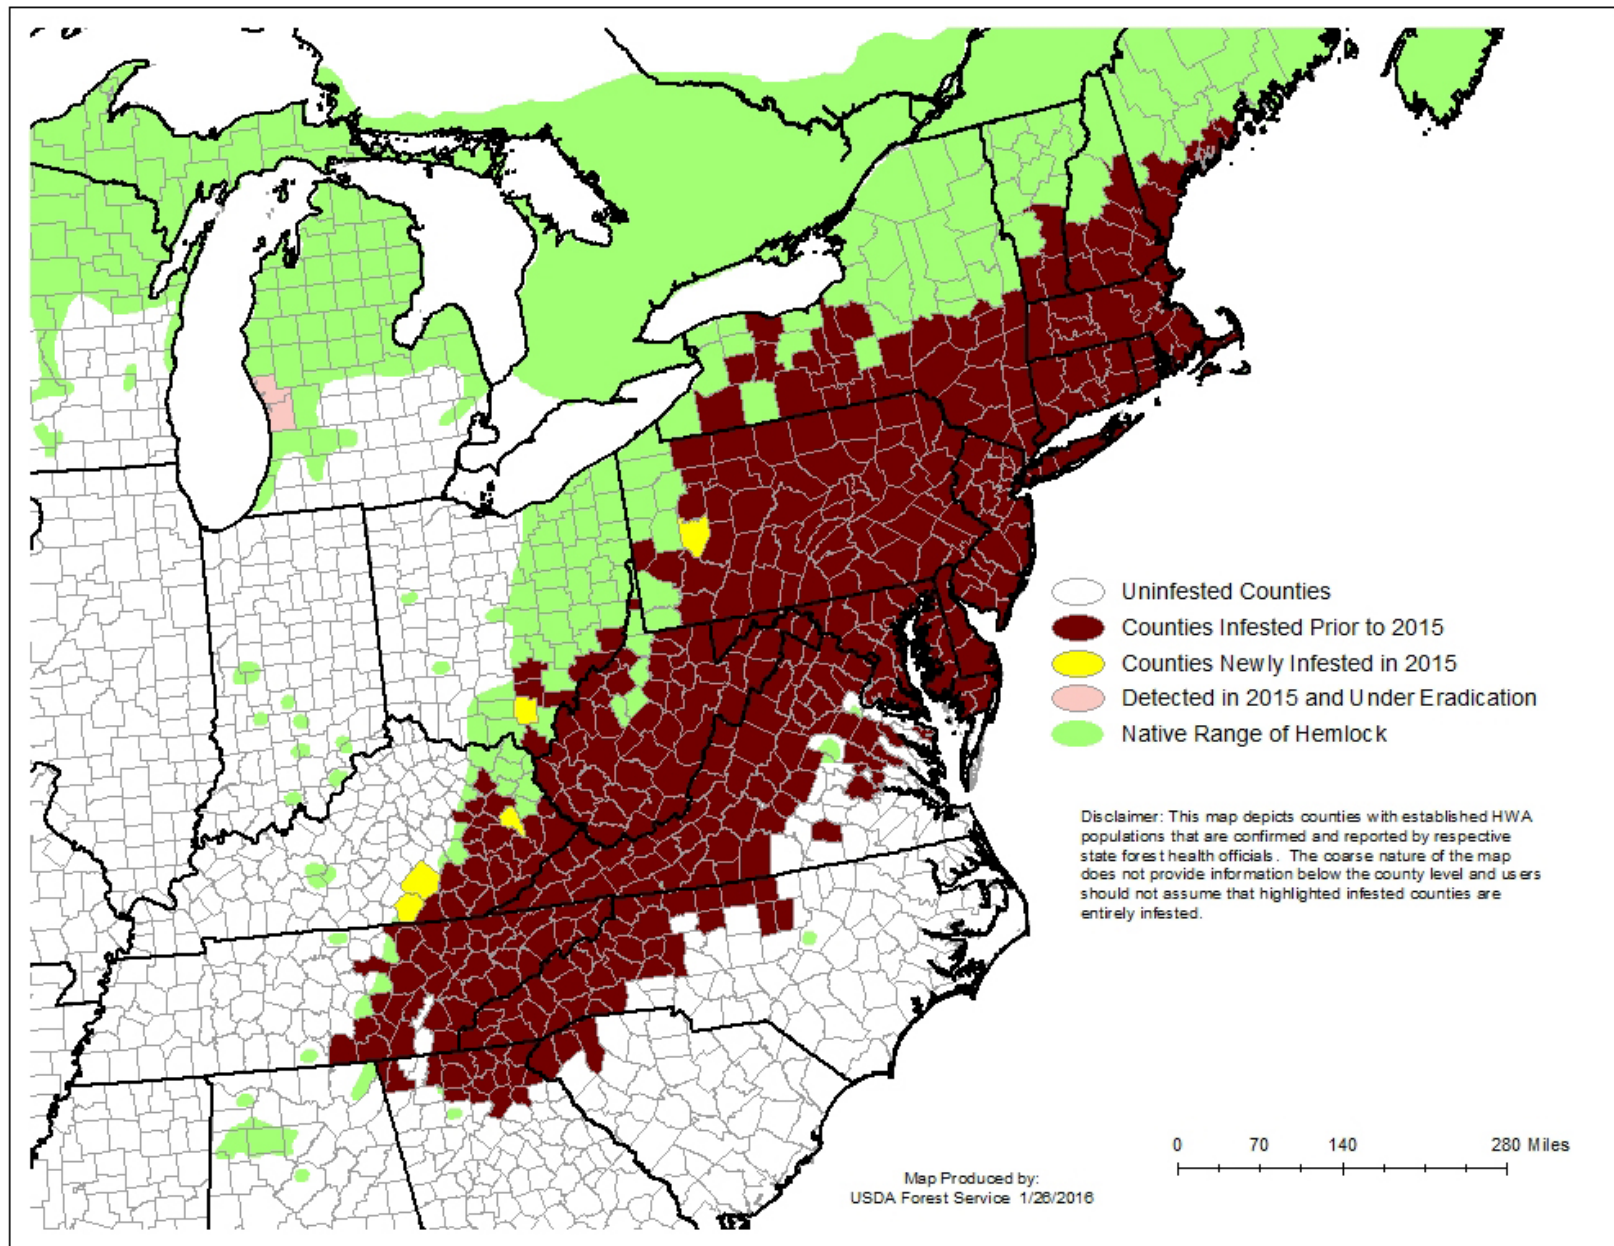 Uninfested Counties
Counties Infested Prior to 2015
Counties Newly Infested in 2015
Detected in 2015 and Under Eradication
Native Range of Hemlock
Disclaimer: This map depicts counties with established HWA
populations that are confirmed and reported by respective
state forest health officials. The coarse nature of the map
does not provide information below the county level and users
should not assume that highlighted infested counties are
entirely infested.
0 70 140 280 Miles
Map Produced by:
USDA Forest Service 1/26/2016